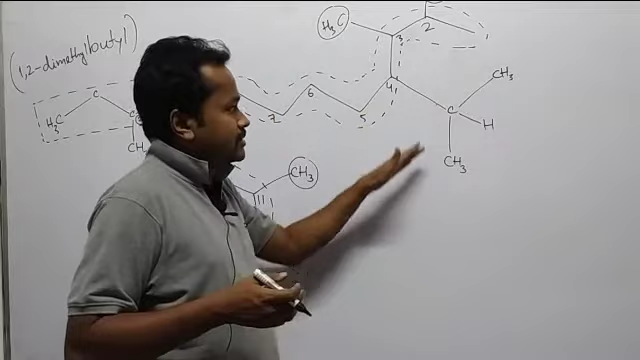 (1,2-dimethylbutyl)
H₃C
3
2
CH₃
4
C
H
6
7
5
C
H₃C
C
CH
CH₃
CH₃